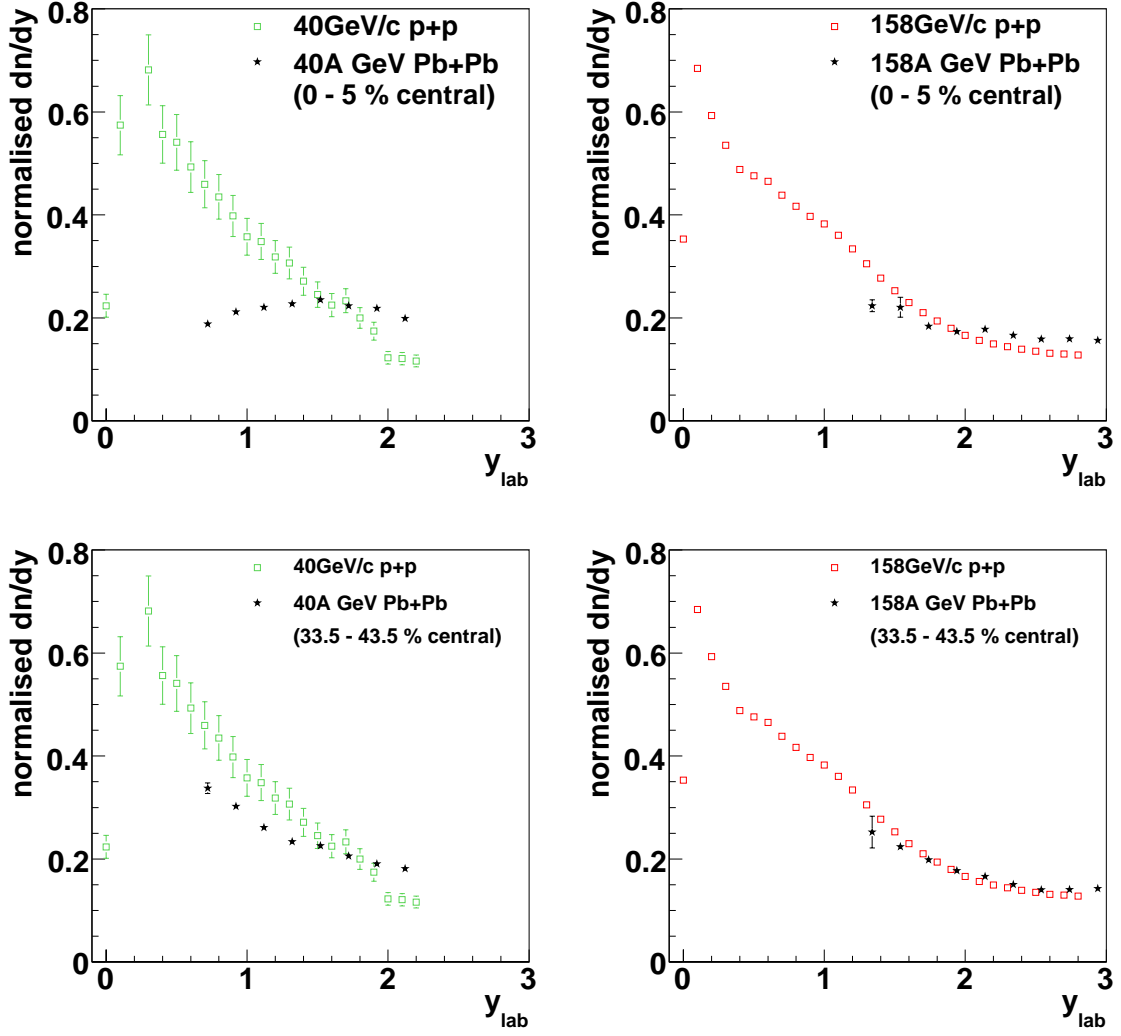 normalised dn/dy
0.8
0.6
0.4
0.2
0
40GeV/c p+p
40A GeV Pb+Pb
(0 - 5 % central)
0 1 2 3
y_lab
normalised dn/dy
0.8
0.6
0.4
0.2
0
158GeV/c p+p
158A GeV Pb+Pb
(0 - 5 % central)
0 1 2 3
y_lab
normalised dn/dy
0.8
0.6
0.4
0.2
0
40GeV/c p+p
40A GeV Pb+Pb
(33.5 - 43.5 % central)
0 1 2 3
y_lab
normalised dn/dy
0.8
0.6
0.4
0.2
0
158GeV/c p+p
158A GeV Pb+Pb
(33.5 - 43.5 % central)
0 1 2 3
y_lab